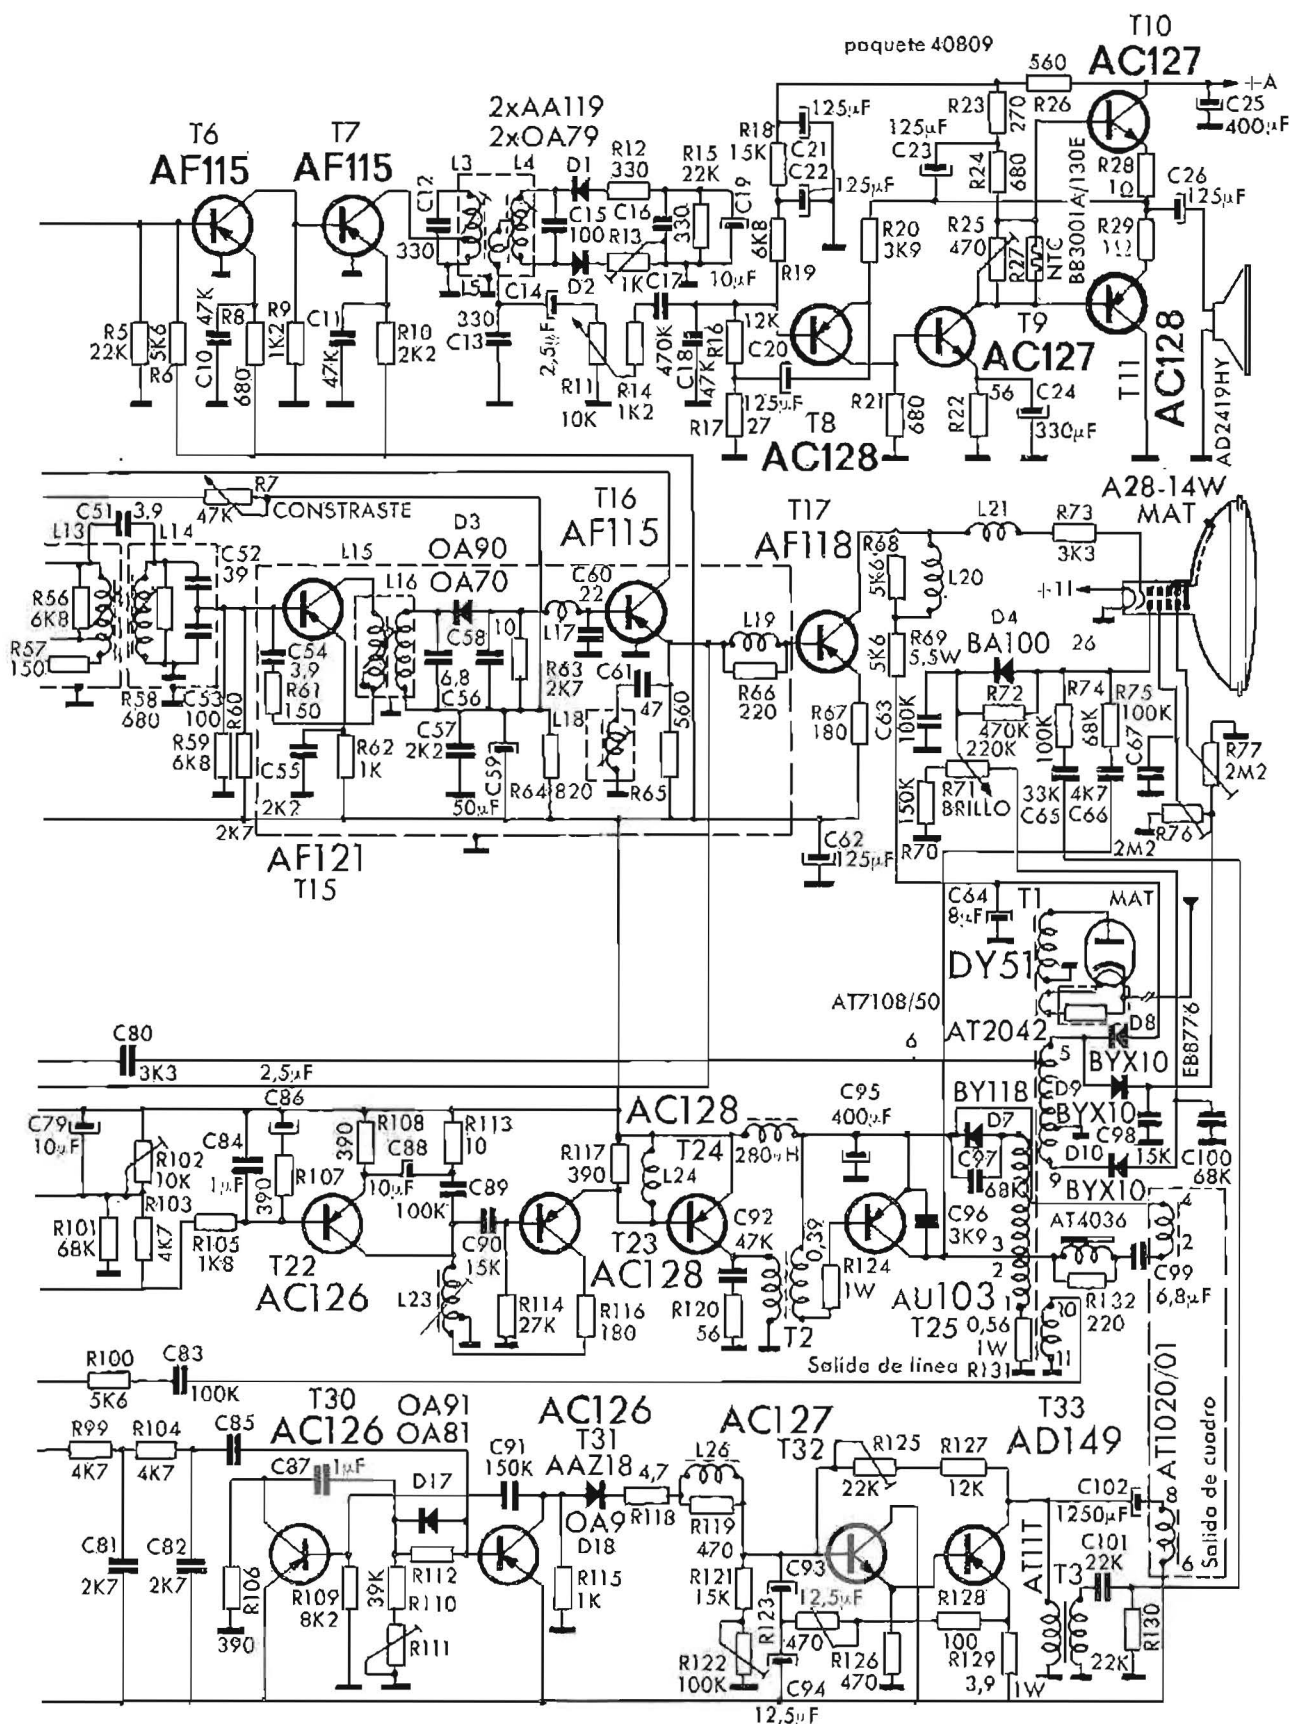 paquete 40809
T10
AC127
560
+A
2xAA119
2xOA79
125µF
R23
270
R26
C25
400µF
T6
AF115
T7
AF115
L3
L4
D1
R12
330
R15
22K
R18
15K
C21
C22
125µF
C23
R24
680
R28
1Ω
C26
125µF
C12
330
C15
100
C16
R13
330
C19
6K8
125µF
R20
3K9
R25
470
R27
NTC
B8300IA/130E
R29
1Ω
D2
1K
C17
10µF
R19
L5
C14
R5
22K
5K6
R6
47K
C10
R8
680
R9
1K2
C11
47K
R10
2K2
330
C13
2,5µF
R11
10K
R14
1K2
470K
C18
47K
12K
R16
C20
125µF
R17
27
T8
AC128
R21
680
T9
AC127
56
R22
C24
330µF
T11
AC128
AD2419HY
R7
47K
CONSTRASTE
T16
AF115
T17
AF118
L21
R73
3K3
A28-14W
MAT
C51
3,9
L13
L14
C52
39
L15
D3
OA90
OA70
L16
C60
22
R68
5K6
L20
+11
R56
6K8
R57
150
C54
3,9
R61
150
C58
10
L17
L19
R69
5,5W
5K6
D4
BA100
26
R58
680
C53
100
R60
6,8
C56
R63
2K7
C61
47
R66
220
R67
180
C63
100K
R72
470K
220K
R74
100K
R75
100K
68K
C67
R77
2M2
R59
6K8
C55
R62
1K
C57
2K2
L18
560
C59
50µF
R64
820
R65
150K
R71
BRILLO
33K
C65
4K7
C66
R76
2K2
2K7
R70
2M2
AF121
T15
C62
125µF
C64
8µF
T1
MAT
DY51
AT7108/50
AT2042
D8
EB8776
C80
3K3
6
5
BYX10
2,5µF
C86
AC128
C95
400µF
BY118
D9
BYX10
C79
10µF
R102
10K
C84
1µF
R107
390
R108
390
C88
10µF
R113
10
R117
390
L24
T24
280µH
D7
C97
68K
C98
15K
C100
68K
D10
BYX10
9
R103
4K7
R101
68K
R105
1K8
C89
100K
C90
15K
T23
AC128
C92
47K
0,39
C96
3K9
3
2
AT4036
4
2
T22
AC126
L23
R114
27K
R116
180
R120
56
T2
R124
1W
AU103
T25
1
0,56
1W
R131
10
11
R132
220
C99
6,8µF
Salida de linea
R100
5K6
C83
100K
T30
AC126
OA91
OA81
AC126
T31
AAZ18
AC127
T32
T33
AD149
8
AT1020/01
Salida de cuadro
R99
4K7
R104
4K7
C85
C87
1µF
D17
C91
150K
4,7
R118
OA9
D18
L26
R119
470
R125
22K
R127
12K
C102
1250µF
C81
2K7
C82
2K7
R106
390
R109
8K2
39K
R112
R110
R111
R115
1K
R121
15K
C93
12,5µF
C101
22K
AT111T
T3
6
R122
100K
R123
470
R126
470
R128
100
R129
3,9
1W
22K
R130
C94
12,5µF